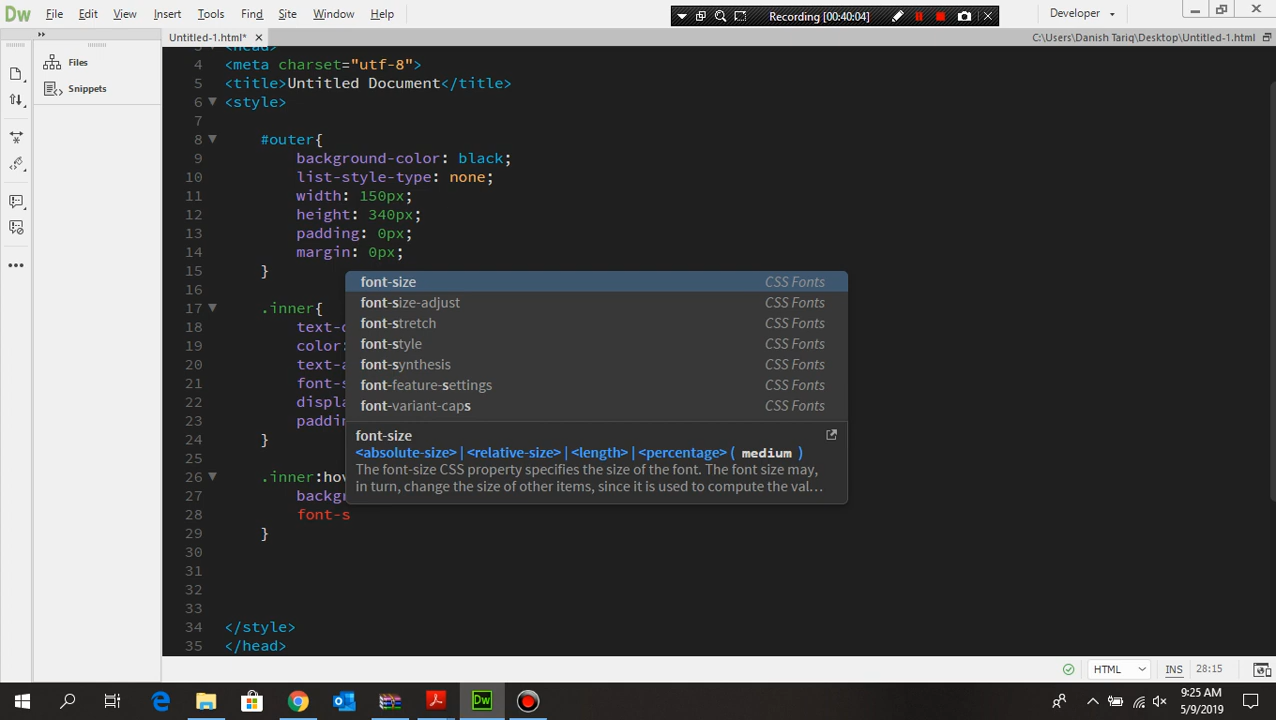 Dw File Edit View Insert Tools Find Site Window Help
Recording [00:40:04]
Developer
Untitled-1.html*
C:\Users\Danish Tariq\Desktop\Untitled-1.html
Files
Snippets
3 <head>
4 <meta charset="utf-8">
5 <title>Untitled Document</title>
6 <style>
7
8 #outer{
9 background-color: black;
10 list-style-type: none;
11 width: 150px;
12 height: 340px;
13 padding: 0px;
14 margin: 0px;
15 }
16
17 .inner{
18 text-d
19 color:
20 text-a
21 font-s
22 displa
23 paddin
24 }
25
26 .inner:hov
27 backgr
28 font-s
29 }
30
31
32
33
34 </style>
35 </head>
font-size CSS Fonts
font-size-adjust CSS Fonts
font-stretch CSS Fonts
font-style CSS Fonts
font-synthesis CSS Fonts
font-feature-settings CSS Fonts
font-variant-caps CSS Fonts
font-size
<absolute-size> | <relative-size> | <length> | <percentage> ( medium )
The font-size CSS property specifies the size of the font. The font size may,
in turn, change the size of other items, since it is used to compute the val…
HTML INS 28:15
Dw
9:25 AM
5/9/2019